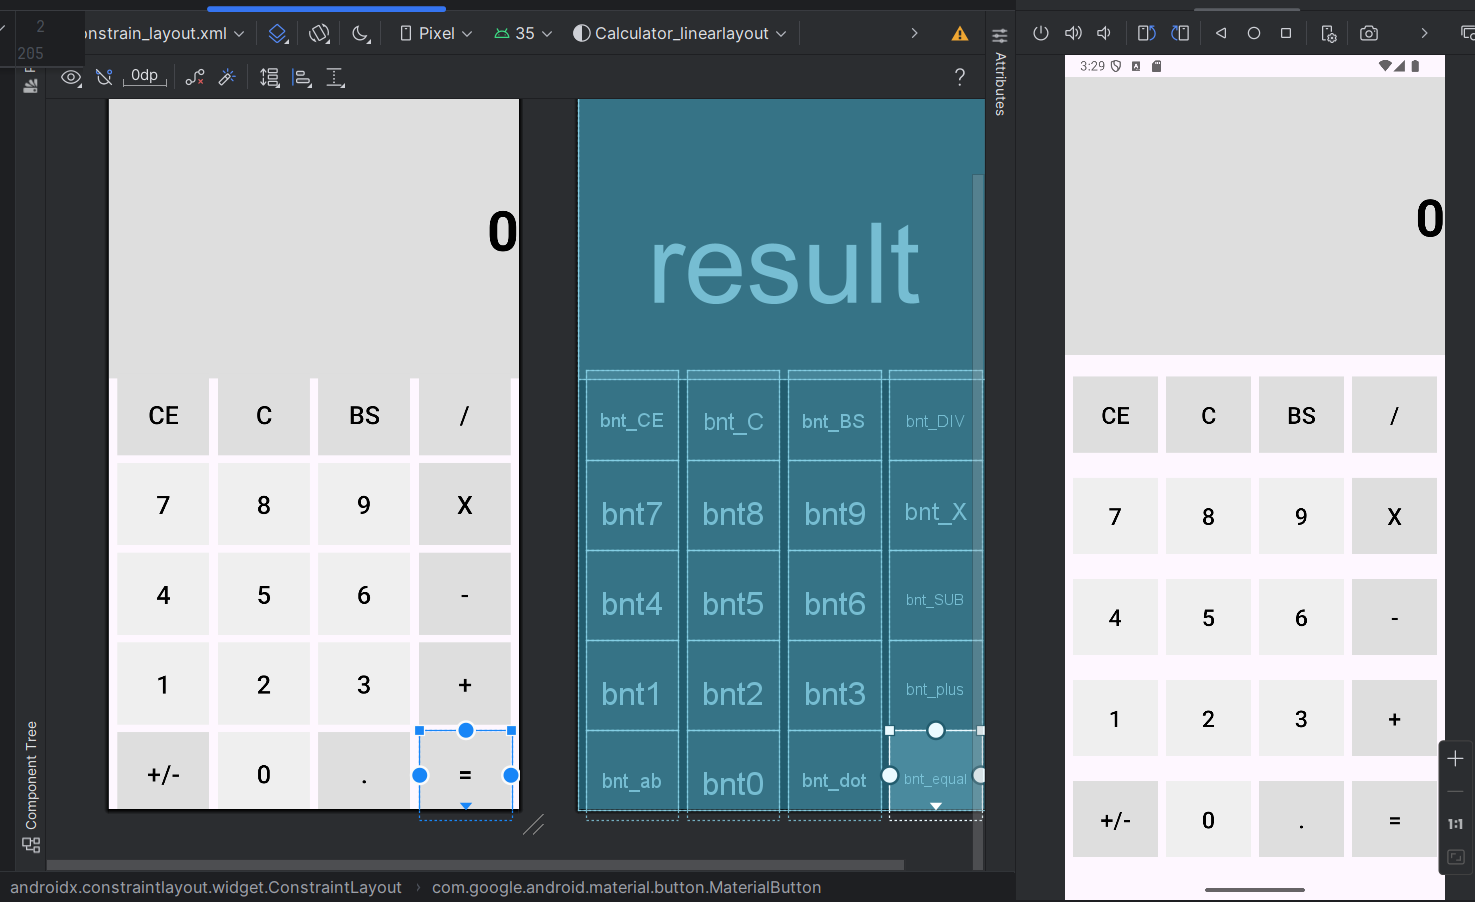 2
205
nstrain_layout.xml
Pixel
35
Calculator_linearlayout
0dp
?
Attributes
Component Tree
0
CE C BS /
7 8 9 X
4 5 6 -
1 2 3 +
+/- 0 . =
result
bnt_CE bnt_C bnt_BS bnt_DIV
bnt7 bnt8 bnt9 bnt_X
bnt4 bnt5 bnt6 bnt_SUB
bnt1 bnt2 bnt3 bnt_plus
bnt_ab bnt0 bnt_dot bnt_equal
androidx.constraintlayout.widget.ConstraintLayout › com.google.android.material.button.MaterialButton
3:29
0
CE C BS /
7 8 9 X
4 5 6 -
1 2 3 +
+/- 0 . =
1:1